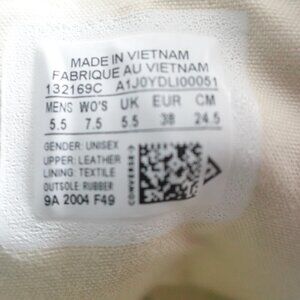 MADE IN VIETNAM
FABRIQUE AU VIETNAM
132169C A1J0YDLI00051
MENS WO'S UK EUR CM
5.5 7.5 5.5 38 24.5
GENDER: UNISEX
UPPER: LEATHER
LINING: TEXTILE
OUTSOLE: RUBBER
9A 2004 F49
CONVERSE